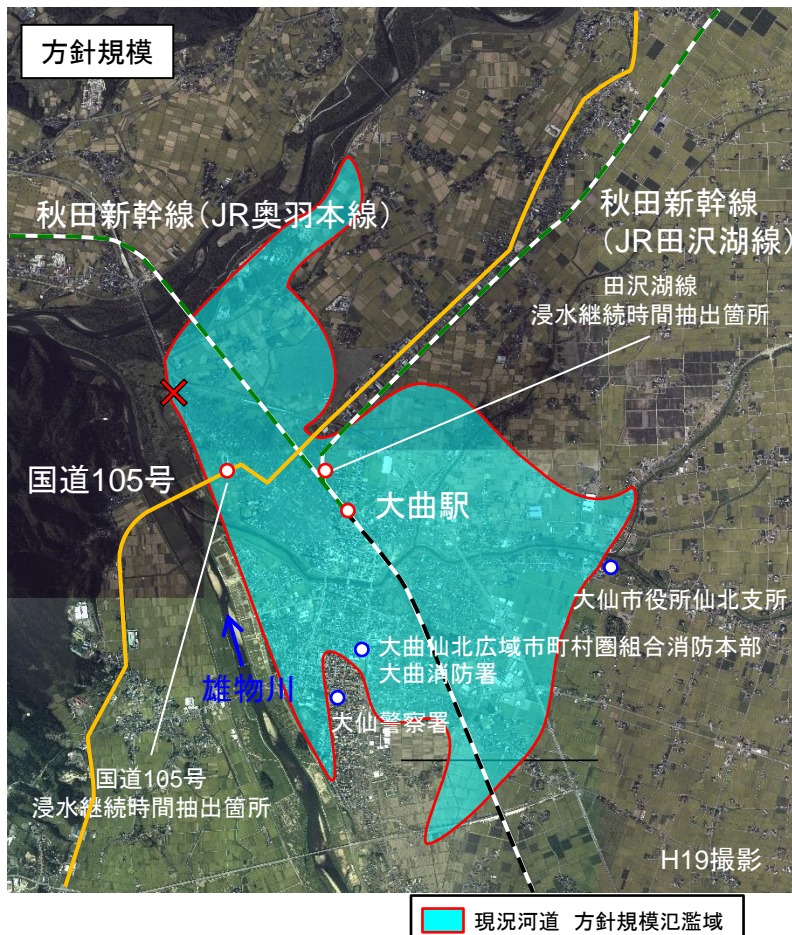 方針規模
秋田新幹線（JR奥羽本線）
秋田新幹線
（JR田沢湖線）
田沢湖線
浸水継続時間抽出箇所
国道105号
大曲駅
大仙市役所仙北支所
大曲仙北広域市町村圏組合消防本部
大曲消防署
雄物川
大仙警察署
国道105号
浸水継続時間抽出箇所
H19撮影
現況河道 方針規模氾濫域